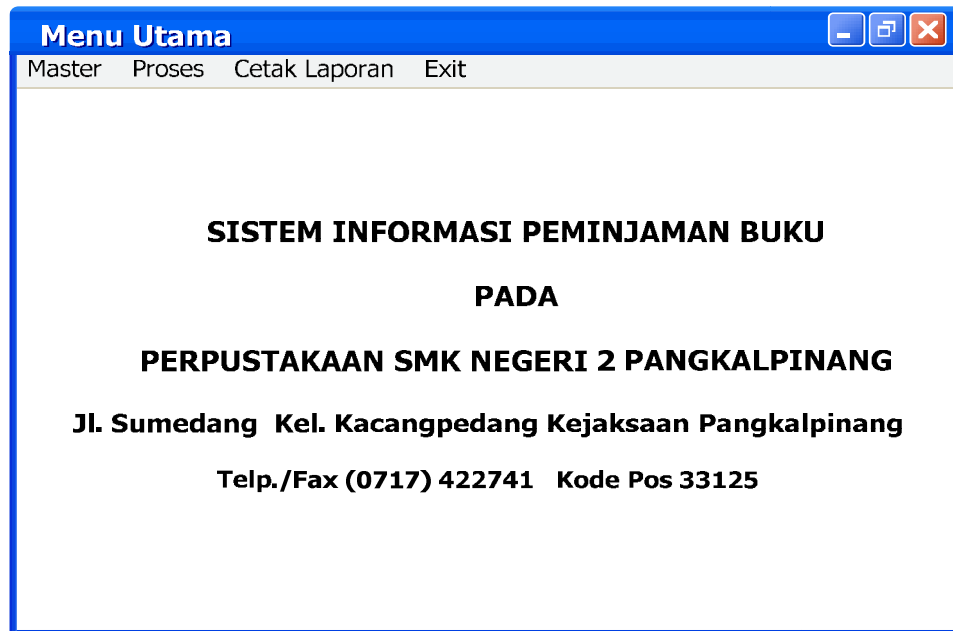 Menu Utama
Master Proses Cetak Laporan Exit
SISTEM INFORMASI PEMINJAMAN BUKU
PADA
PERPUSTAKAAN SMK NEGERI 2 PANGKALPINANG
Jl. Sumedang Kel. Kacangpedang Kejaksaan Pangkalpinang
Telp./Fax (0717) 422741 Kode Pos 33125